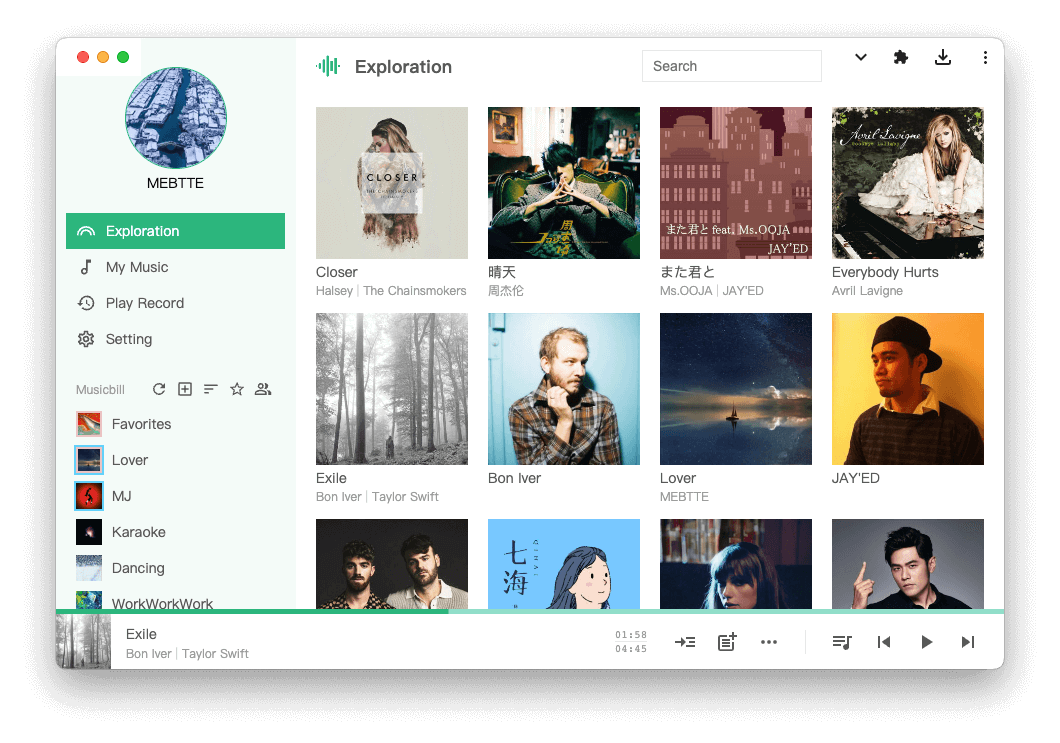 MEBTTE
Exploration
My Music
Play Record
Setting
Musicbill
Favorites
Lover
MJ
Karaoke
Dancing
WorkWorkWork
Exploration
Search
CLOSER
THE CHAINSMOKERS
Avril Lavigne
Goodbye Lullaby
また君と feat. Ms.OOJA
JAY'ED
Closer
Halsey | The Chainsmokers
晴天
周杰伦
また君と
Ms.OOJA | JAY'ED
Everybody Hurts
Avril Lavigne
Exile
Bon Iver | Taylor Swift
Bon Iver
Lover
MEBTTE
JAY'ED
七海
QIHAI
Exile
Bon Iver | Taylor Swift
01:58
04:45